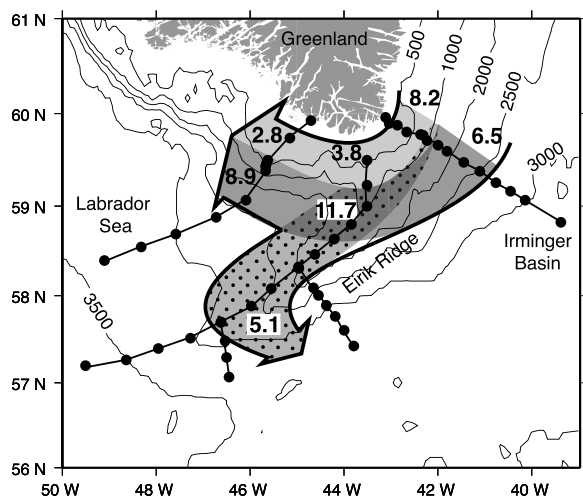 61 N
Greenland
500
1000
2000
2500
60 N
8.2
2.8
3.8
6.5
3000
8.9
59 N
11.7
Labrador
Sea
Irminger
Basin
Eirik Ridge
58 N
3500
5.1
57 N
56 N
50 W
48 W
46 W
44 W
42 W
40 W